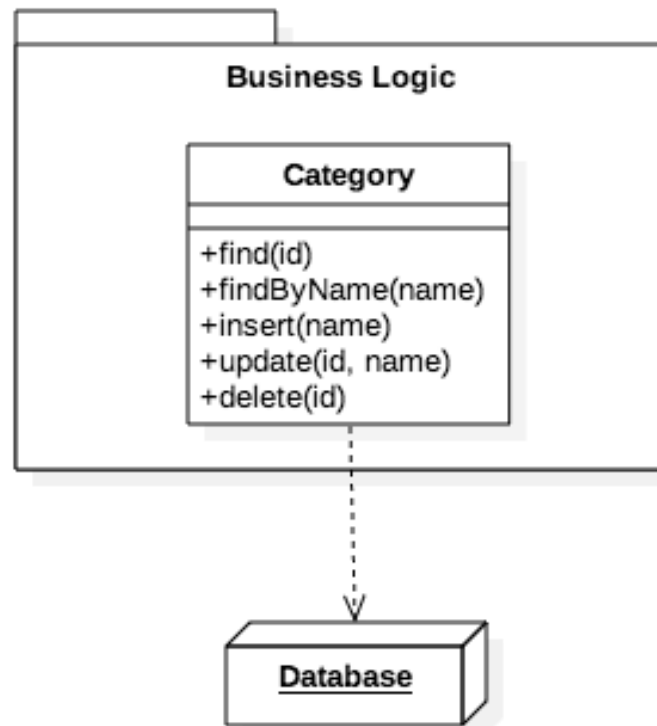 Business Logic
Category
+find(id)
+findByName(name)
+insert(name)
+update(id, name)
+delete(id)
Database